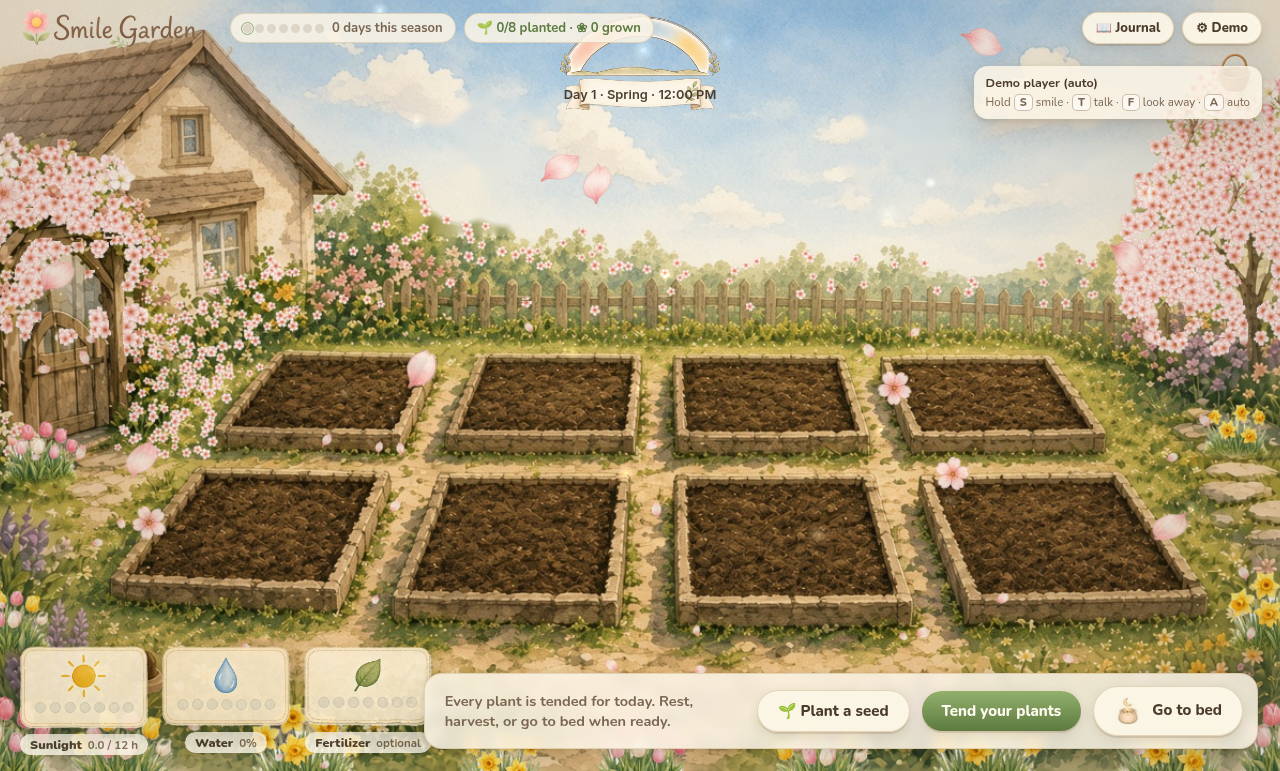 Smile Garden
0 days this season
0/8 planted · ❀ 0 grown
Journal
Demo
Day 1 · Spring · 12:00 PM
Demo player (auto)
Hold S smile · T talk · F look away · A auto
Every plant is tended for today. Rest,
harvest, or go to bed when ready.
Plant a seed
Tend your plants
Go to bed
Sunlight 0.0 / 12 h
Water 0%
Fertilizer optional